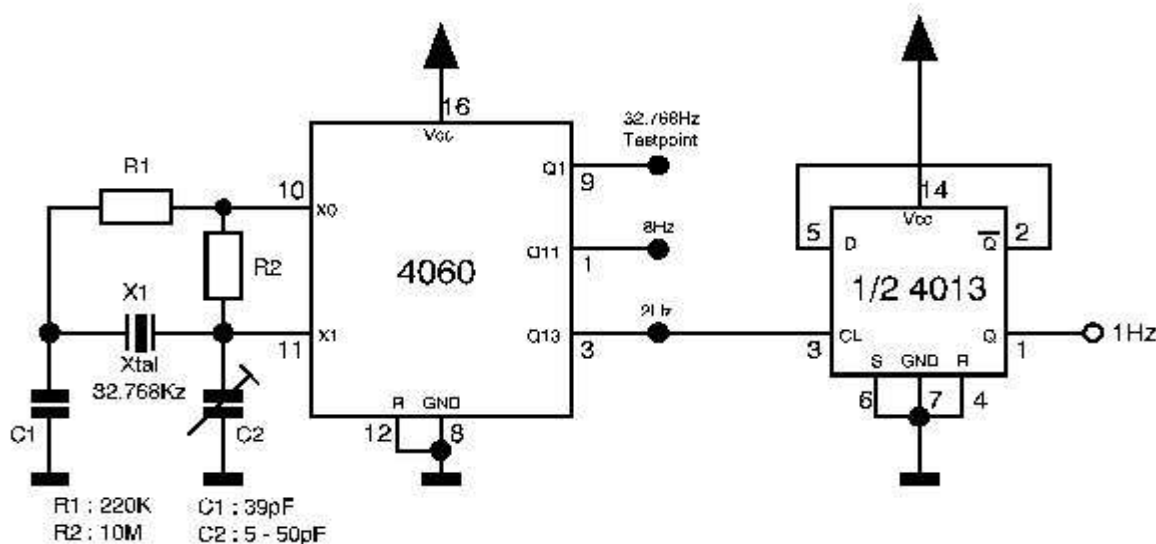 16
Vcc
32.768Hz
Testpoint
R1
10
X0
Q1
9
14
Vcc
5
D
Q
2
R2
8Hz
Q11
1
4060
1/2 4013
X1
Xtal
32.768Kz
X1
11
Q13
3
2Hz
3
CL
Q
1
1Hz
S
GND
R
6
7
4
R
GND
12
8
C1
C2
R1 : 220K
R2 : 10M
C1 : 39pF
C2 : 5 - 50pF